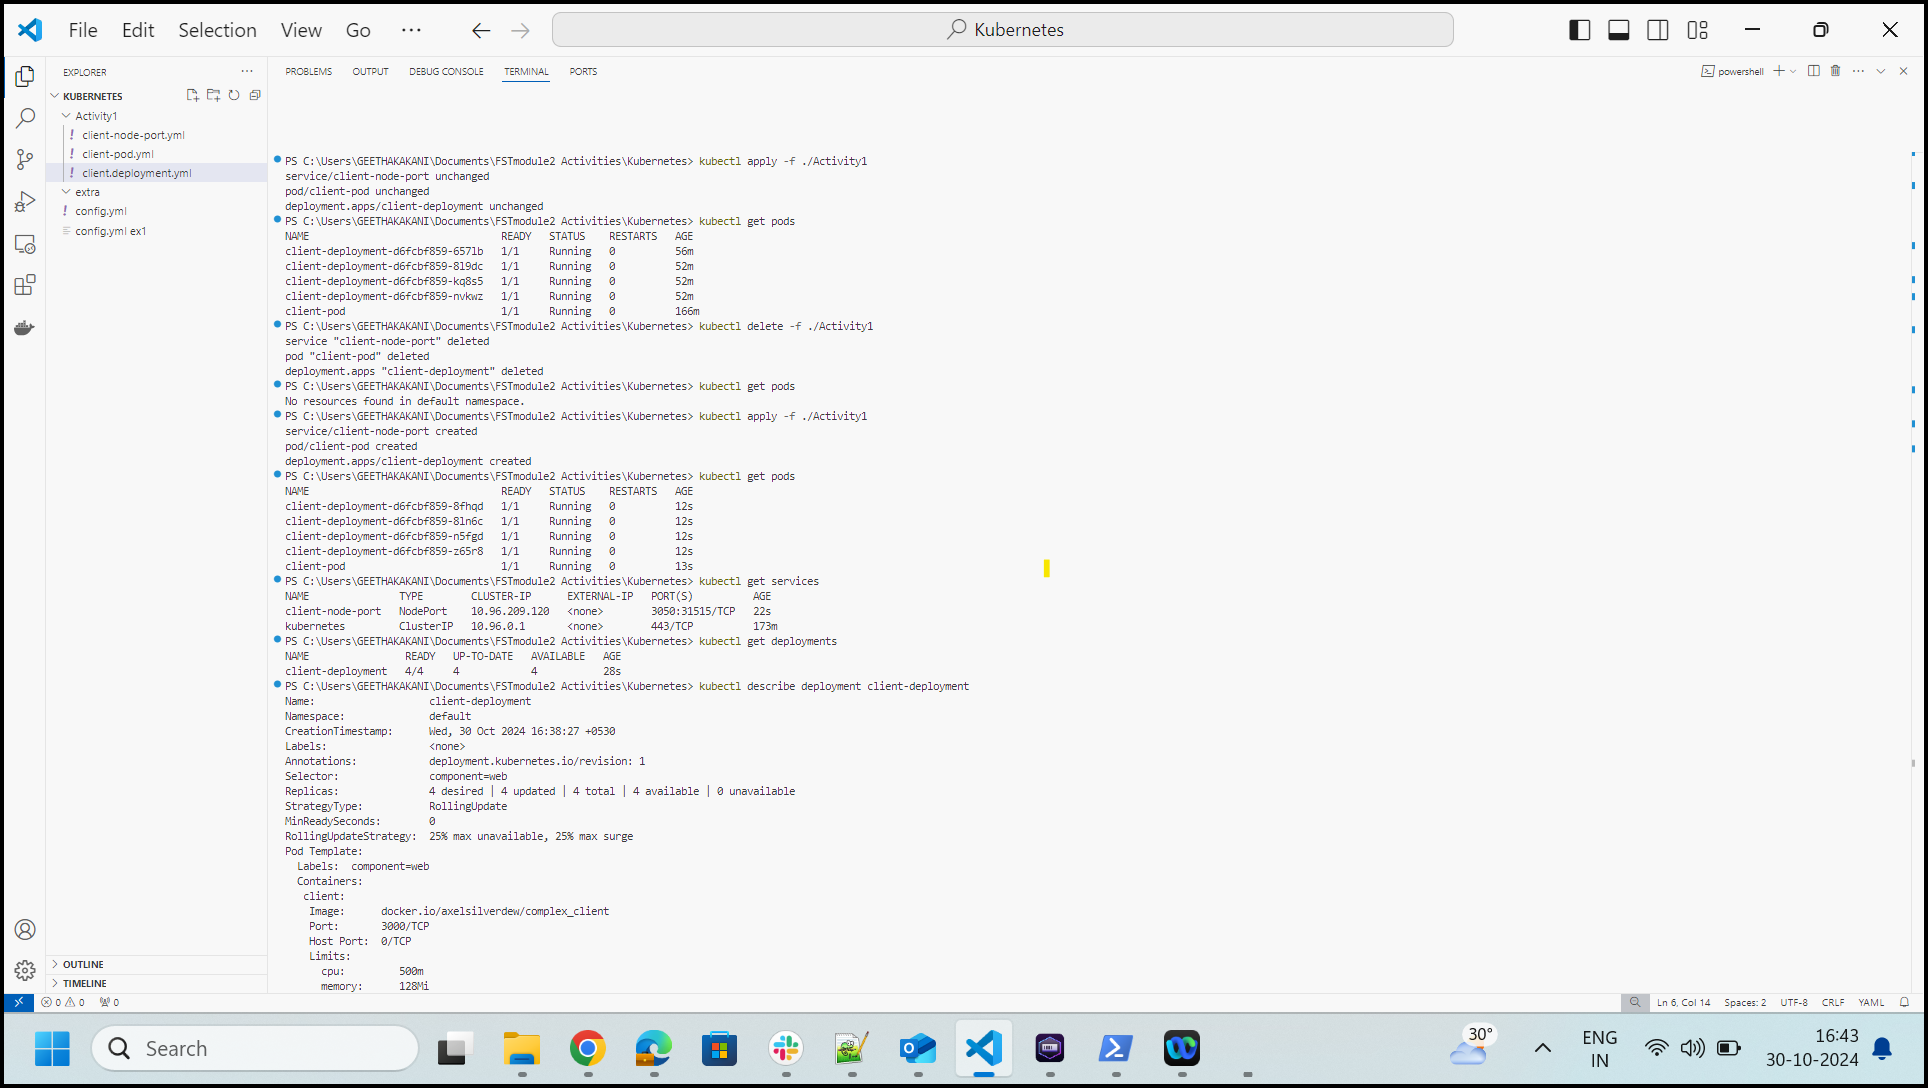 File Edit Selection View Go ··· Kubernetes
EXPLORER ···
KUBERNETES
Activity1
! client-node-port.yml
! client-pod.yml
! client.deployment.yml
extra
! config.yml
config.yml ex1
OUTLINE
TIMELINE
PROBLEMS OUTPUT DEBUG CONSOLE TERMINAL PORTS
powershell
PS C:\Users\GEETHAKAKANI\Documents\FSTmodule2 Activities\Kubernetes> kubectl apply -f ./Activity1
service/client-node-port unchanged
pod/client-pod unchanged
deployment.apps/client-deployment unchanged
PS C:\Users\GEETHAKAKANI\Documents\FSTmodule2 Activities\Kubernetes> kubectl get pods
NAME READY STATUS RESTARTS AGE
client-deployment-d6fcbf859-657lb 1/1 Running 0 56m
client-deployment-d6fcbf859-8l9dc 1/1 Running 0 52m
client-deployment-d6fcbf859-kq8s5 1/1 Running 0 52m
client-deployment-d6fcbf859-nvkwz 1/1 Running 0 52m
client-pod 1/1 Running 0 166m
PS C:\Users\GEETHAKAKANI\Documents\FSTmodule2 Activities\Kubernetes> kubectl delete -f ./Activity1
service "client-node-port" deleted
pod "client-pod" deleted
deployment.apps "client-deployment" deleted
PS C:\Users\GEETHAKAKANI\Documents\FSTmodule2 Activities\Kubernetes> kubectl get pods
No resources found in default namespace.
PS C:\Users\GEETHAKAKANI\Documents\FSTmodule2 Activities\Kubernetes> kubectl apply -f ./Activity1
service/client-node-port created
pod/client-pod created
deployment.apps/client-deployment created
PS C:\Users\GEETHAKAKANI\Documents\FSTmodule2 Activities\Kubernetes> kubectl get pods
NAME READY STATUS RESTARTS AGE
client-deployment-d6fcbf859-8fhqd 1/1 Running 0 12s
client-deployment-d6fcbf859-8ln6c 1/1 Running 0 12s
client-deployment-d6fcbf859-n5fgd 1/1 Running 0 12s
client-deployment-d6fcbf859-z65r8 1/1 Running 0 12s
client-pod 1/1 Running 0 13s
PS C:\Users\GEETHAKAKANI\Documents\FSTmodule2 Activities\Kubernetes> kubectl get services
NAME TYPE CLUSTER-IP EXTERNAL-IP PORT(S) AGE
client-node-port NodePort 10.96.209.120 <none> 3050:31515/TCP 22s
kubernetes ClusterIP 10.96.0.1 <none> 443/TCP 173m
PS C:\Users\GEETHAKAKANI\Documents\FSTmodule2 Activities\Kubernetes> kubectl get deployments
NAME READY UP-TO-DATE AVAILABLE AGE
client-deployment 4/4 4 4 28s
PS C:\Users\GEETHAKAKANI\Documents\FSTmodule2 Activities\Kubernetes> kubectl describe deployment client-deployment
Name: client-deployment
Namespace: default
CreationTimestamp: Wed, 30 Oct 2024 16:38:27 +0530
Labels: <none>
Annotations: deployment.kubernetes.io/revision: 1
Selector: component=web
Replicas: 4 desired | 4 updated | 4 total | 4 available | 0 unavailable
StrategyType: RollingUpdate
MinReadySeconds: 0
RollingUpdateStrategy: 25% max unavailable, 25% max surge
Pod Template:
Labels: component=web
Containers:
client:
Image: docker.io/axelsilverdew/complex_client
Port: 3000/TCP
Host Port: 0/TCP
Limits:
cpu: 500m
memory: 128Mi
0 0 0 Ln 6, Col 14 Spaces: 2 UTF-8 CRLF YAML
Search 30° ENG IN 16:43
30-10-2024